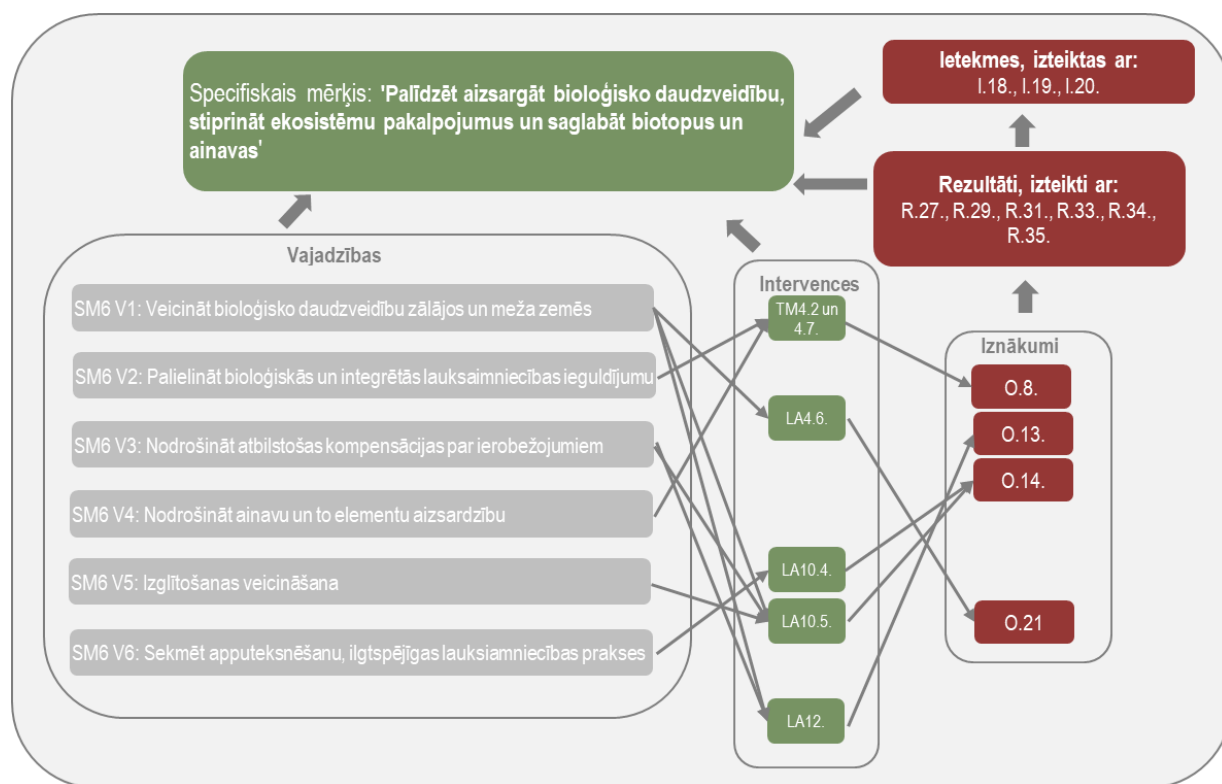 Specifiskais mērķis: 'Palīdzēt aizsargāt bioloģisko daudzveidību,
stiprināt ekosistēmu pakalpojumus un saglabāt biotopus un
ainavas'
Ietekmes, izteiktas ar:
I.18., I.19., I.20.
Rezultāti, izteikti ar:
R.27., R.29., R.31., R.33., R.34.,
R.35.
Vajadzības
SM6 V1: Veicināt bioloģisko daudzveidību zālājos un meža zemēs
SM6 V2: Palielināt bioloģiskās un integrētās lauksaimniecības ieguldījumu
SM6 V3: Nodrošināt atbilstošas kompensācijas par ierobežojumiem
SM6 V4: Nodrošināt ainavu un to elementu aizsardzību
SM6 V5: Izglītošanas veicināšana
SM6 V6: Sekmēt apputeksnēšanu, ilgtspējīgas lauksiamniecības prakses
Intervences
TM4.2 un
4.7.
LA4.6.
LA10.4.
LA10.5.
LA12.
Iznākumi
O.8.
O.13.
O.14.
O.21